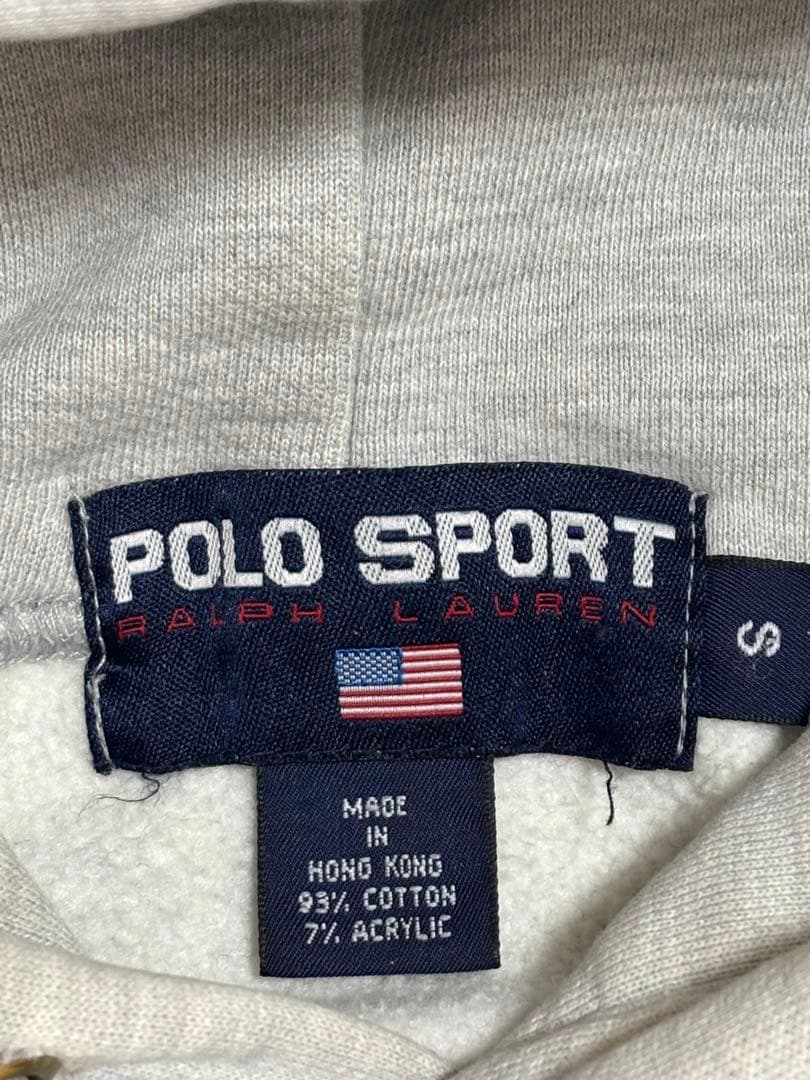 POLO SPORT
RALPH LAUREN
S
MADE
IN
HONG KONG
93% COTTON
7% ACRYLIC